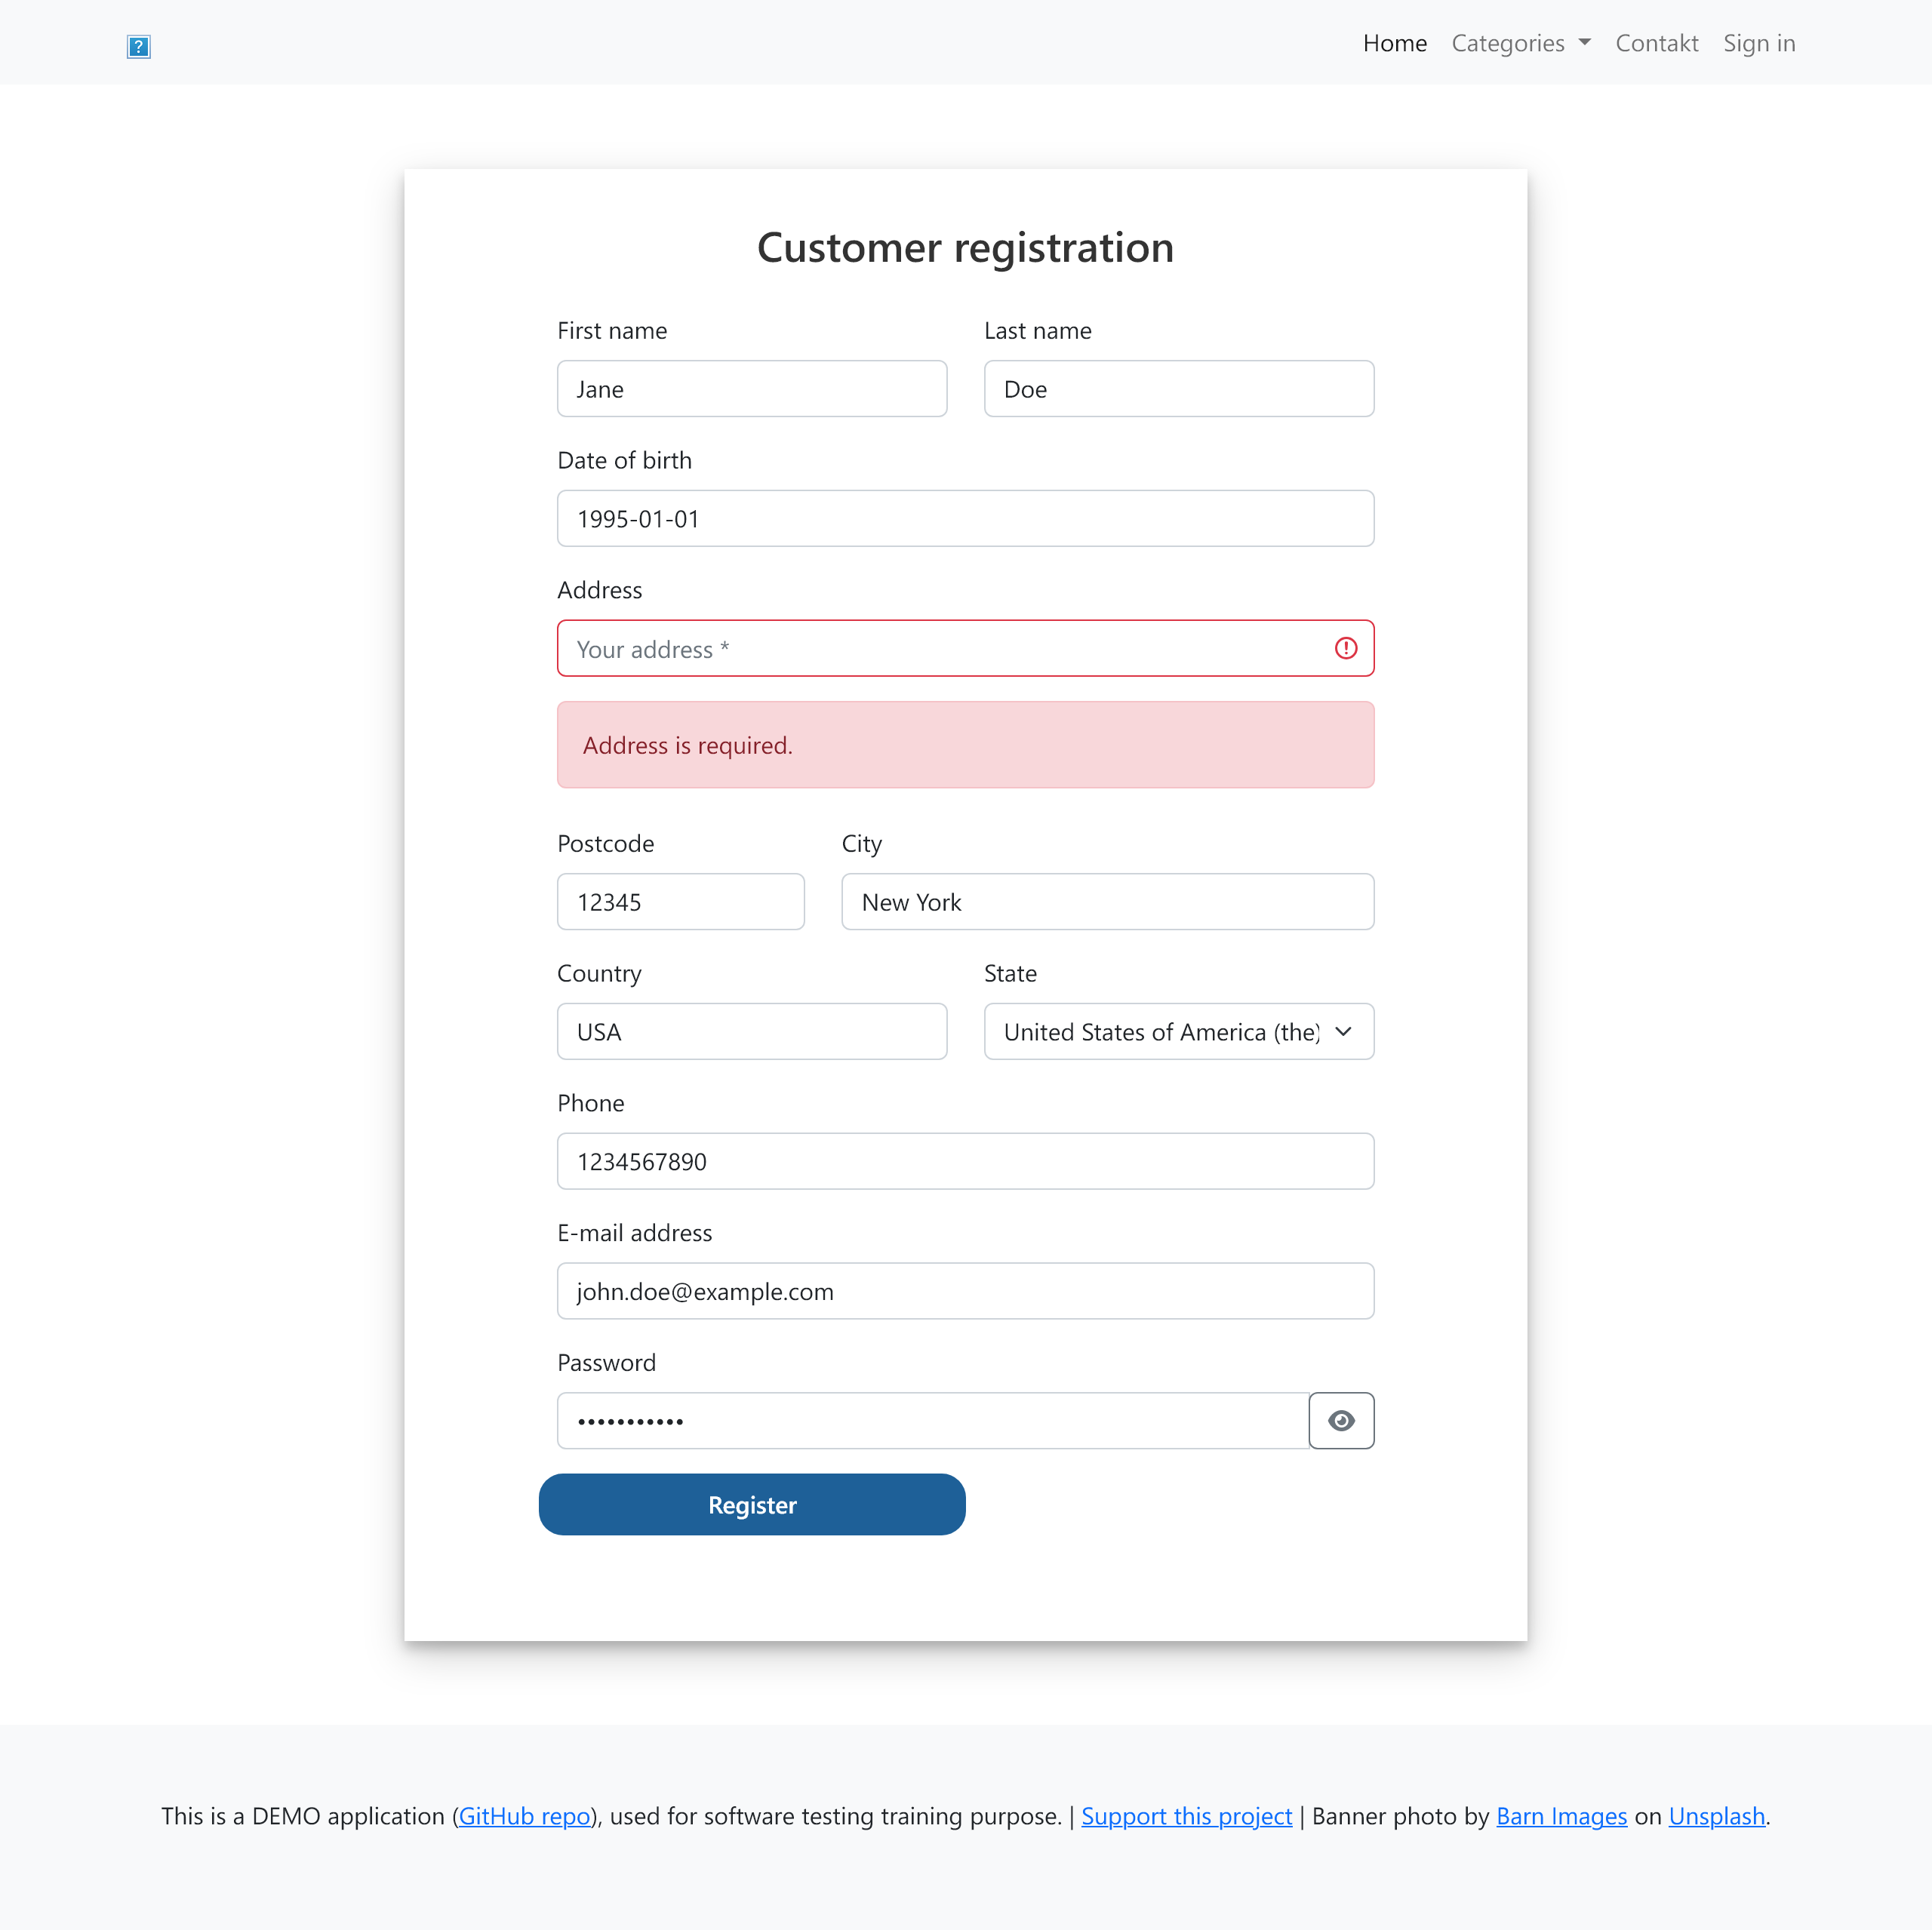 Home Categories Contakt Sign in
Customer registration
First name Last name
Jane Doe
Date of birth
1995-01-01
Address
Your address *
Address is required.
Postcode City
12345 New York
Country State
USA United States of America (the)
Phone
1234567890
E-mail address
john.doe@example.com
Password
•••••••••••
Register
This is a DEMO application (GitHub repo), used for software testing training purpose. | Support this project | Banner photo by Barn Images on Unsplash.